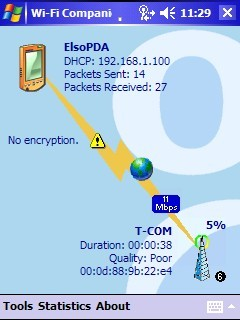 Wi-Fi Compani 11:29
ElsoPDA
DHCP: 192.168.1.100
Packets Sent: 14
Packets Received: 27
No encryption.
11
Mbps
5%
T-COM
Duration: 00:00:38
Quality: Poor
00:0d:88:9b:22:e4
6
Tools Statistics About